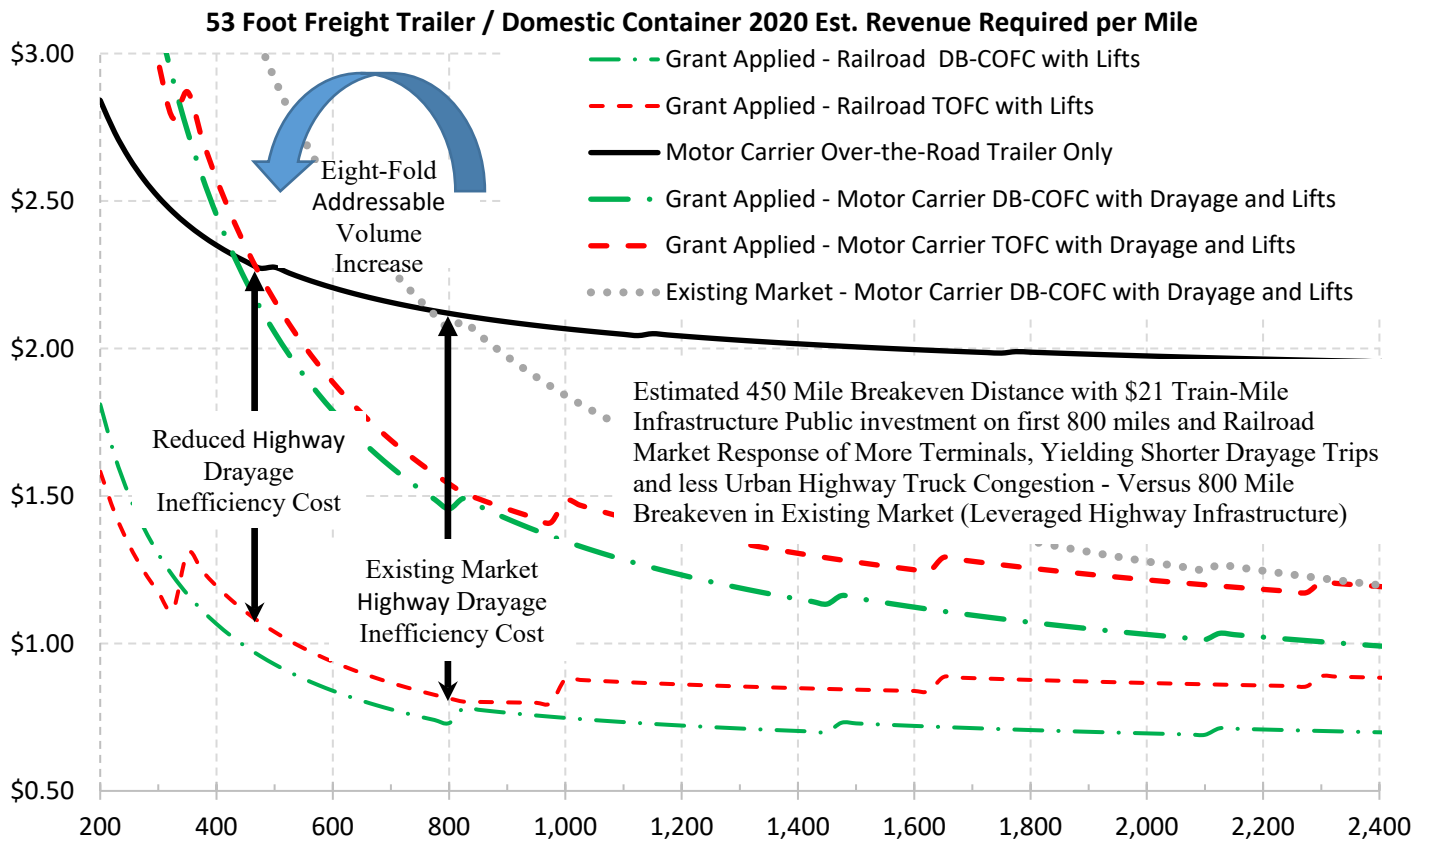 53 Foot Freight Trailer / Domestic Container 2020 Est. Revenue Required per Mile
$3.00
$2.50
$2.00
$1.50
$1.00
$0.50
Grant Applied - Railroad DB-COFC with Lifts
Grant Applied - Railroad TOFC with Lifts
Motor Carrier Over-the-Road Trailer Only
Grant Applied - Motor Carrier DB-COFC with Drayage and Lifts
Grant Applied - Motor Carrier TOFC with Drayage and Lifts
Existing Market - Motor Carrier DB-COFC with Drayage and Lifts
Eight-Fold
Addressable
Volume
Increase
Estimated 450 Mile Breakeven Distance with $21 Train-Mile
Infrastructure Public investment on first 800 miles and Railroad
Market Response of More Terminals, Yielding Shorter Drayage Trips
and less Urban Highway Truck Congestion - Versus 800 Mile
Breakeven in Existing Market (Leveraged Highway Infrastructure)
Reduced Highway
Drayage
Inefficiency Cost
Existing Market
Highway Drayage
Inefficiency Cost
200 400 600 800 1,000 1,200 1,400 1,600 1,800 2,000 2,200 2,400